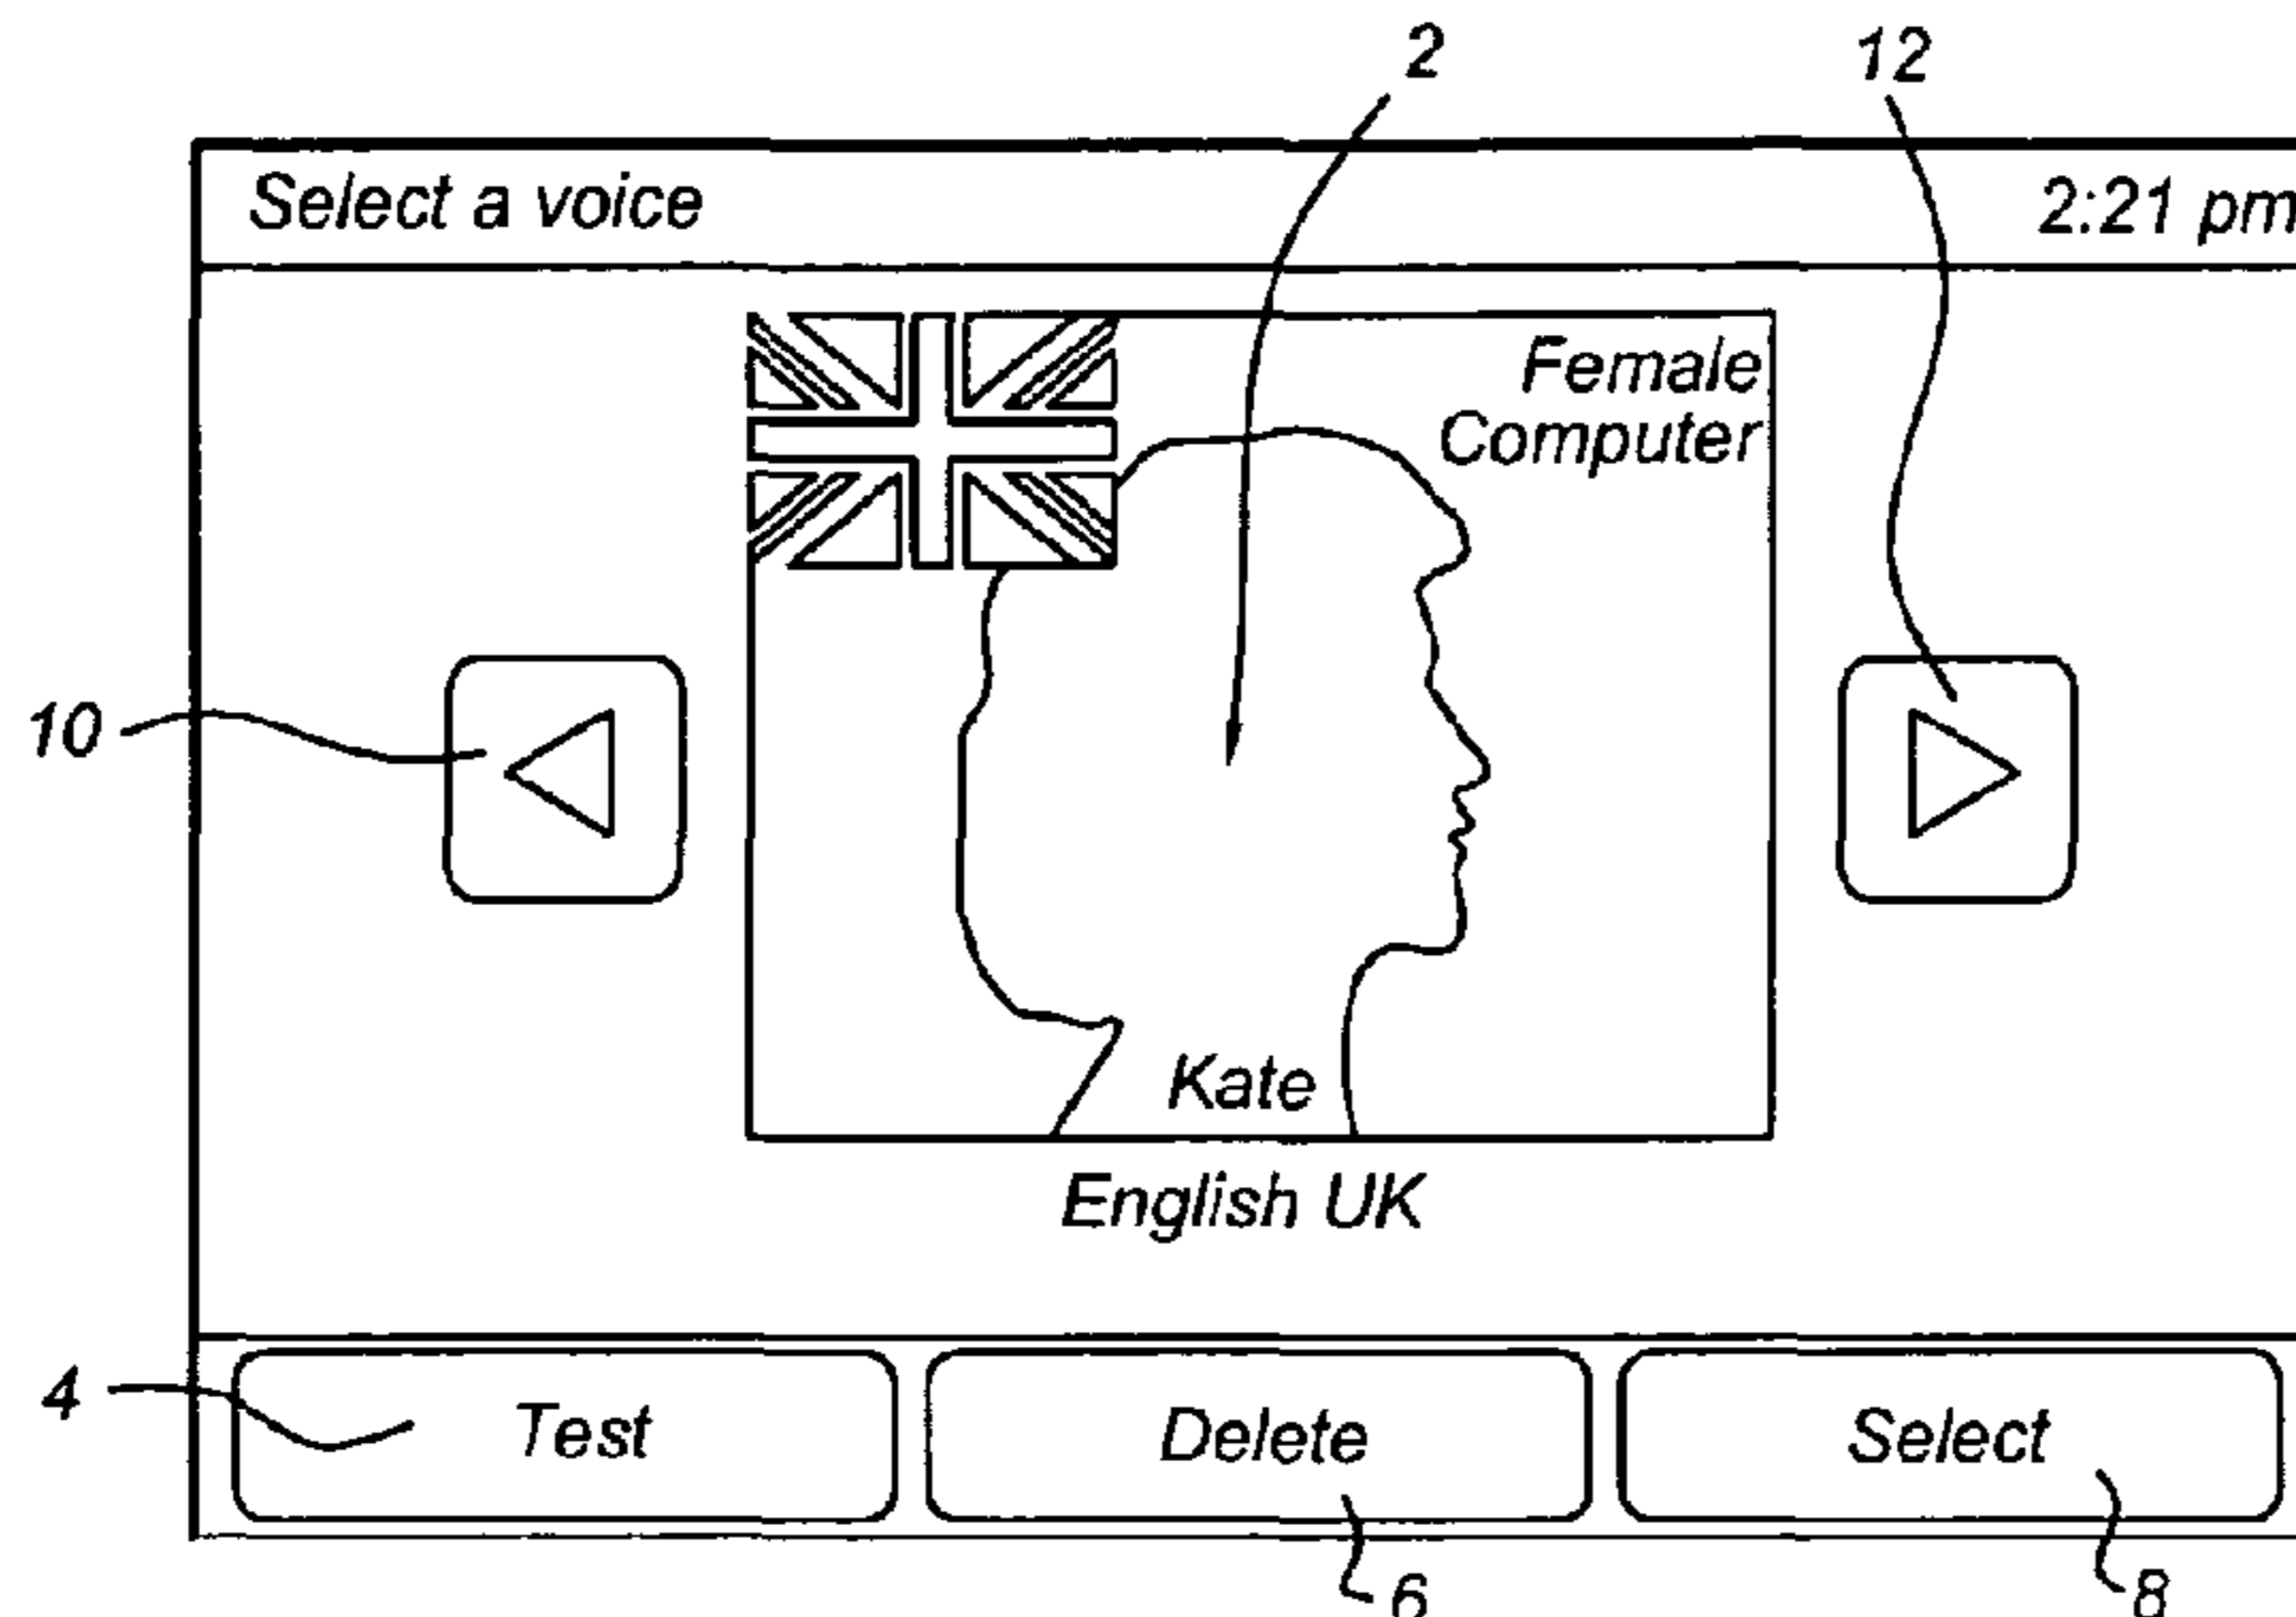 2 12
Select a voice 2:21 pm
Female
Computer
10
Kate
English UK
4 Test Delete Select
6 8